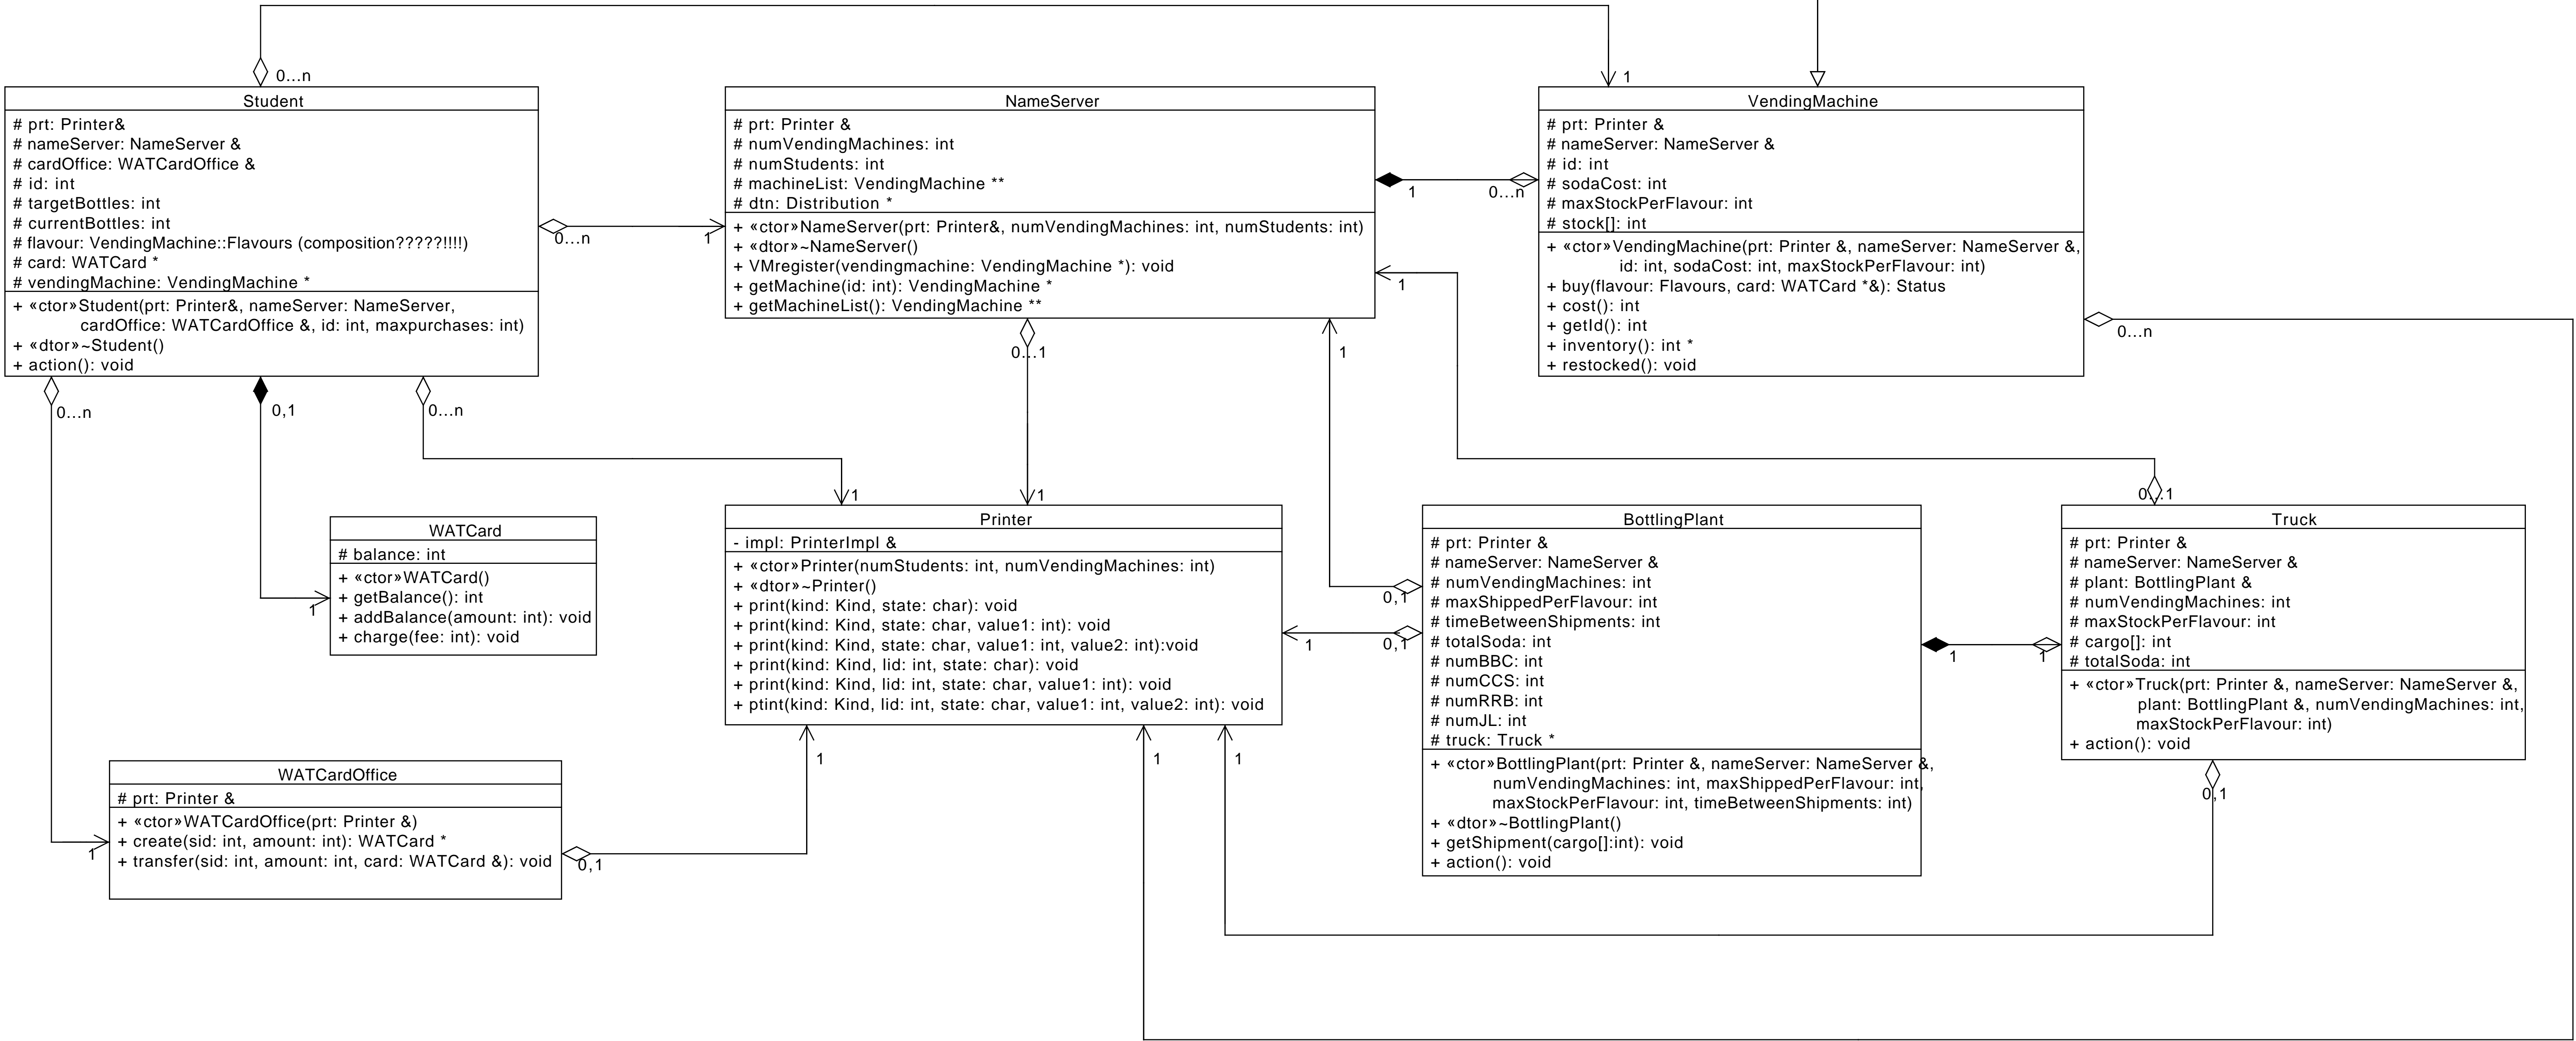 0...n
1
Student
# prt: Printer&
# nameServer: NameServer &
# cardOffice: WATCardOffice &
# id: int
# targetBottles: int
# currentBottles: int
# flavour: VendingMachine::Flavours (composition?????!!!!)
# card: WATCard *
# vendingMachine: VendingMachine *
+ «ctor»Student(prt: Printer&, nameServer: NameServer,
cardOffice: WATCardOffice &, id: int, maxpurchases: int)
+ «dtor»~Student()
+ action(): void
0...n
1
0...n
0,1
0...n
NameServer
# prt: Printer &
# numVendingMachines: int
# numStudents: int
# machineList: VendingMachine **
# dtn: Distribution *
+ «ctor»NameServer(prt: Printer&, numVendingMachines: int, numStudents: int)
+ «dtor»~NameServer()
+ VMregister(vendingmachine: VendingMachine *): void
+ getMachine(id: int): VendingMachine *
+ getMachineList(): VendingMachine **
1
0...n
1
0...1
1
VendingMachine
# prt: Printer &
# nameServer: NameServer &
# id: int
# sodaCost: int
# maxStockPerFlavour: int
# stock[]: int
+ «ctor»VendingMachine(prt: Printer &, nameServer: NameServer &,
id: int, sodaCost: int, maxStockPerFlavour: int)
+ buy(flavour: Flavours, card: WATCard *&): Status
+ cost(): int
+ getId(): int
+ inventory(): int *
+ restocked(): void
0...n
WATCard
# balance: int
+ «ctor»WATCard()
+ getBalance(): int
+ addBalance(amount: int): void
+ charge(fee: int): void
1
1
1
Printer
- impl: PrinterImpl &
+ «ctor»Printer(numStudents: int, numVendingMachines: int)
+ «dtor»~Printer()
+ print(kind: Kind, state: char): void
+ print(kind: Kind, state: char, value1: int): void
+ print(kind: Kind, state: char, value1: int, value2: int):void
+ print(kind: Kind, lid: int, state: char): void
+ print(kind: Kind, lid: int, state: char, value1: int): void
+ ptint(kind: Kind, lid: int, state: char, value1: int, value2: int): void
1
1
1
1
0,1
0,1
BottlingPlant
# prt: Printer &
# nameServer: NameServer &
# numVendingMachines: int
# maxShippedPerFlavour: int
# timeBetweenShipments: int
# totalSoda: int
# numBBC: int
# numCCS: int
# numRRB: int
# numJL: int
# truck: Truck *
+ «ctor»BottlingPlant(prt: Printer &, nameServer: NameServer &,
numVendingMachines: int, maxShippedPerFlavour: int,
maxStockPerFlavour: int, timeBetweenShipments: int)
+ «dtor»~BottlingPlant()
+ getShipment(cargo[]:int): void
+ action(): void
1
1
0...1
Truck
# prt: Printer &
# nameServer: NameServer &
# plant: BottlingPlant &
# numVendingMachines: int
# maxStockPerFlavour: int
# cargo[]: int
# totalSoda: int
+ «ctor»Truck(prt: Printer &, nameServer: NameServer &,
plant: BottlingPlant &, numVendingMachines: int,
maxStockPerFlavour: int)
+ action(): void
0,1
WATCardOffice
# prt: Printer &
+ «ctor»WATCardOffice(prt: Printer &)
+ create(sid: int, amount: int): WATCard *
+ transfer(sid: int, amount: int, card: WATCard &): void
1
0,1